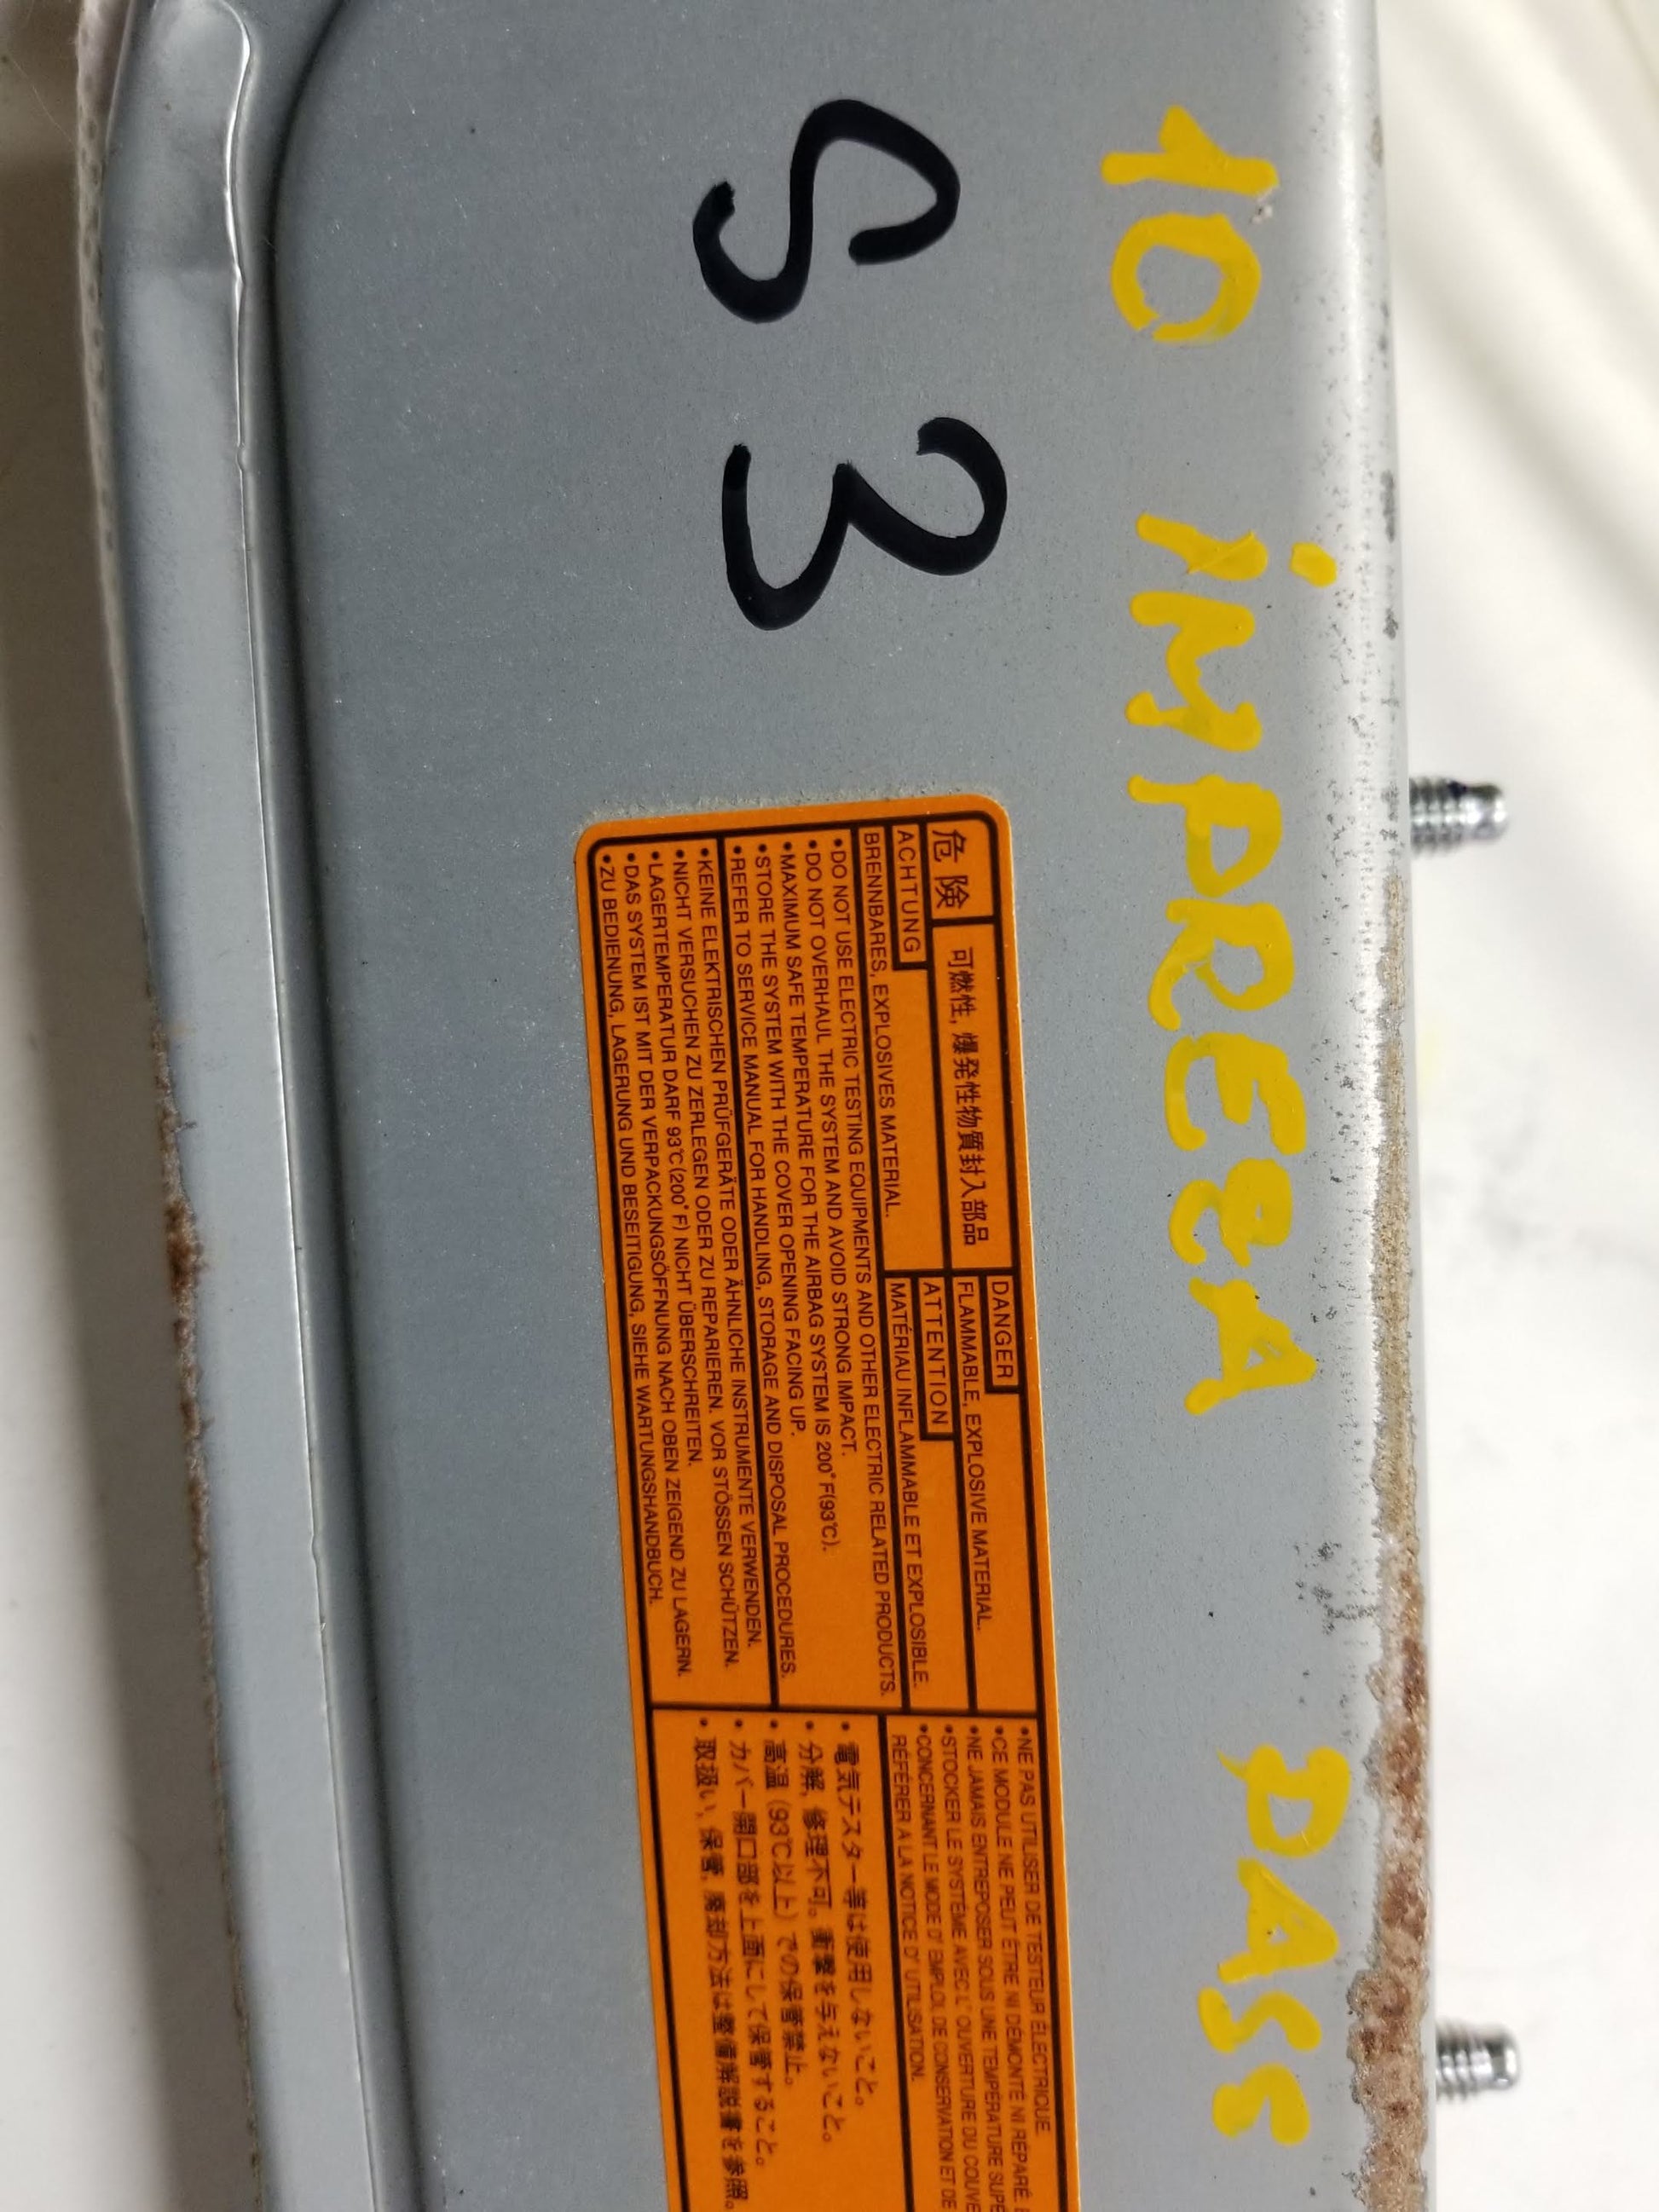 10 iMPREEA PASS
S 3
危険
可燃性, 爆発性物質封入部品
DANGER
FLAMMABLE, EXPLOSIVE MATERIAL.
ACHTUNG
BRENNBARES, EXPLOSIVES MATERIAL.
ATTENTION
MATÉRIAU INFLAMMABLE ET EXPLOSIBLE.
•DO NOT USE ELECTRIC TESTING EQUIPMENTS AND OTHER ELECTRIC RELATED PRODUCTS.
•DO NOT OVERHAUL THE SYSTEM AND AVOID STRONG IMPACT.
•MAXIMUM SAFE TEMPERATURE FOR THE AIRBAG SYSTEM IS 200°F(93℃).
•STORE THE SYSTEM WITH THE COVER OPENING FACING UP.
•REFER TO SERVICE MANUAL FOR HANDLING, STORAGE AND DISPOSAL PROCEDURES.
•KEINE ELEKTRISCHEN PRÜFGERÄTE ODER ÄHNLICHE INSTRUMENTE VERWENDEN.
•NICHT VERSUCHEN ZU ZERLEGEN ODER ZU REPARIEREN. VOR STÖSSEN SCHÜTZEN.
•LAGERTEMPERATUR DARF 93℃(200°F) NICHT ÜBERSCHREITEN.
•DAS SYSTEM IST MIT DER VERPACKUNGSÖFFNUNG NACH OBEN ZEIGEND ZU LAGERN.
•ZU BEDIENUNG, LAGERUNG UND BESEITIGUNG, SIEHE WARTUNGSHANDBUCH.
•NE PAS UTILISER DE TESTEUR ÉLECTRIQUE.
•CE MODULE NE PEUT ÊTRE NI DÉMONTÉ NI RÉPARÉ
•NE JAMAIS ENTREPOSER SOUS UNE TEMPÉRATURE SUPÉ
•STOCKER LE SYSTÈME AVEC L'OUVERTURE DU COUVE
•CONCERNANT LE MODE D'EMPLOI, DE CONSERVATION ET DE
RÉFÉRER A LA NOTICE D'UTILISATION.
• 電気テスター等は使用しないこと。
• 分解, 修理不可。衝撃を与えないこと。
• 高温 (93℃以上) での保管禁止。
• カバー開口部を上面にして保管すること。
• 取扱い, 保管, 廃却方法は整備解説書を参照。